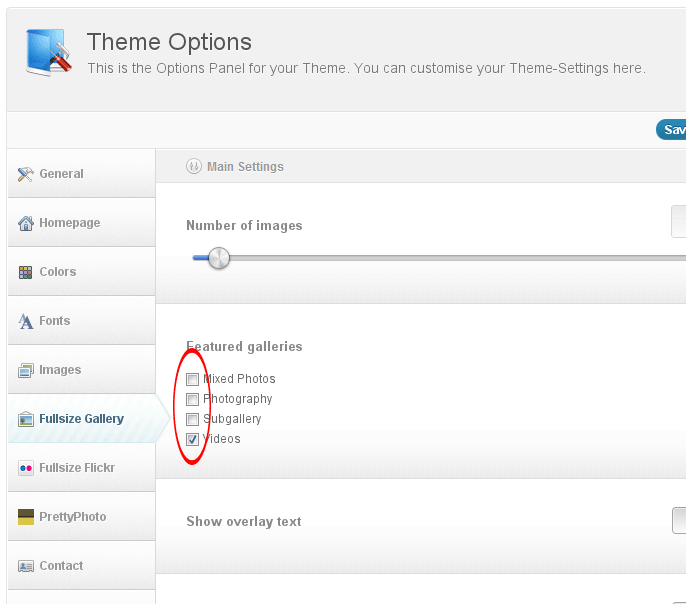 Theme Options
This is the Options Panel for your Theme. You can customise your Theme-Settings here.
Sav
General
Homepage
Colors
Fonts
Images
Fullsize Gallery
Fullsize Flickr
PrettyPhoto
Contact
Main Settings
Number of images
Featured galleries
Mixed Photos
Photography
Subgallery
Videos
Show overlay text